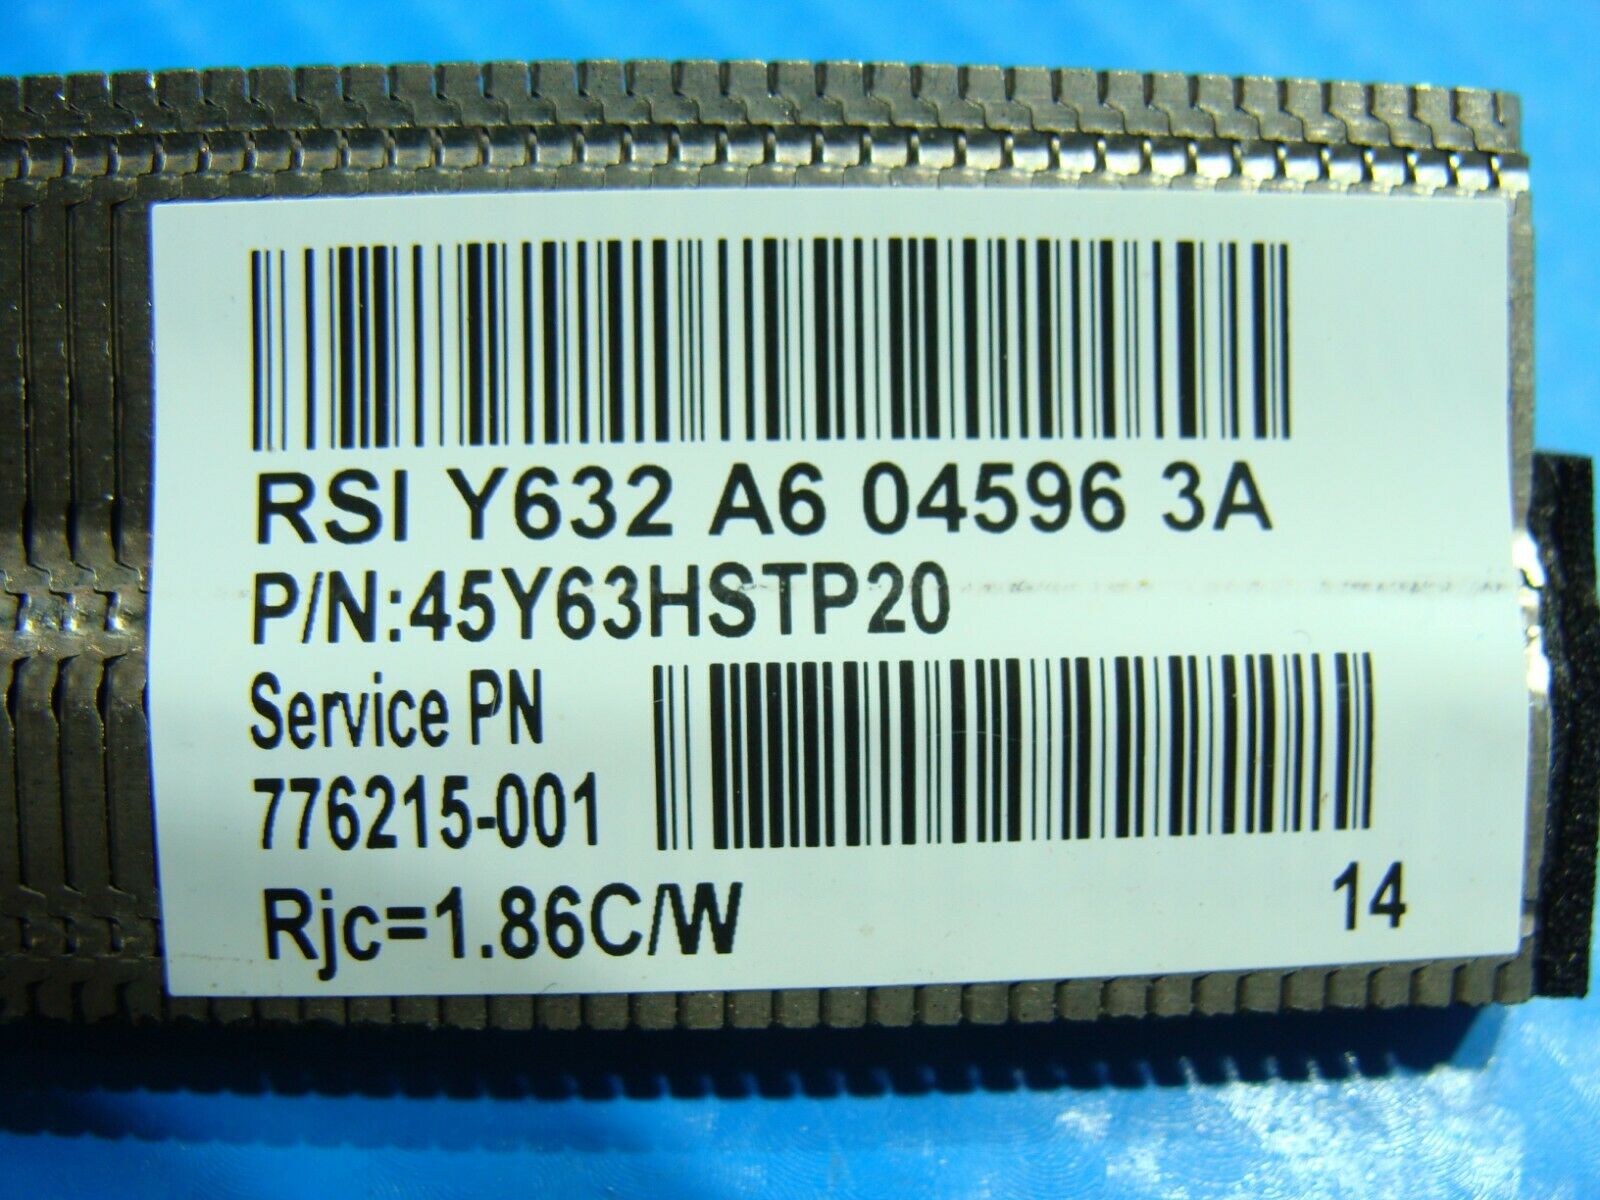 RSI Y632 A6 04596 3A
P/N:45Y63HSTP20
Service PN
776215-001
Rjc=1.86C/W 14